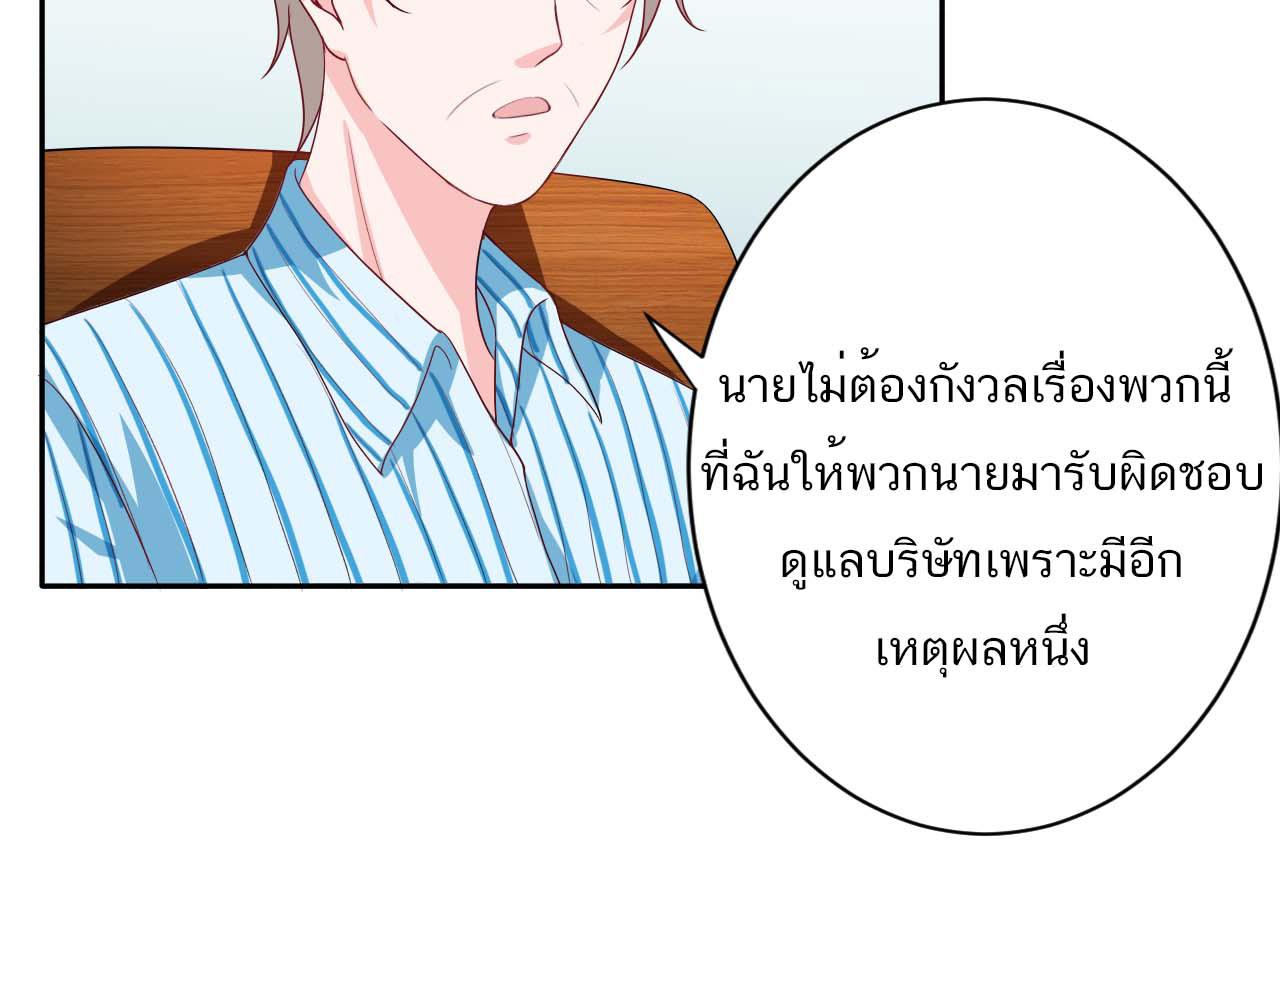 นายไม่ต้องกังวลเรื่องพวกนี้
ที่ฉันให้พวกนายมารับผิดชอบ
ดูแลบริษัทเพราะมีอีก
เหตุผลหนึ่ง